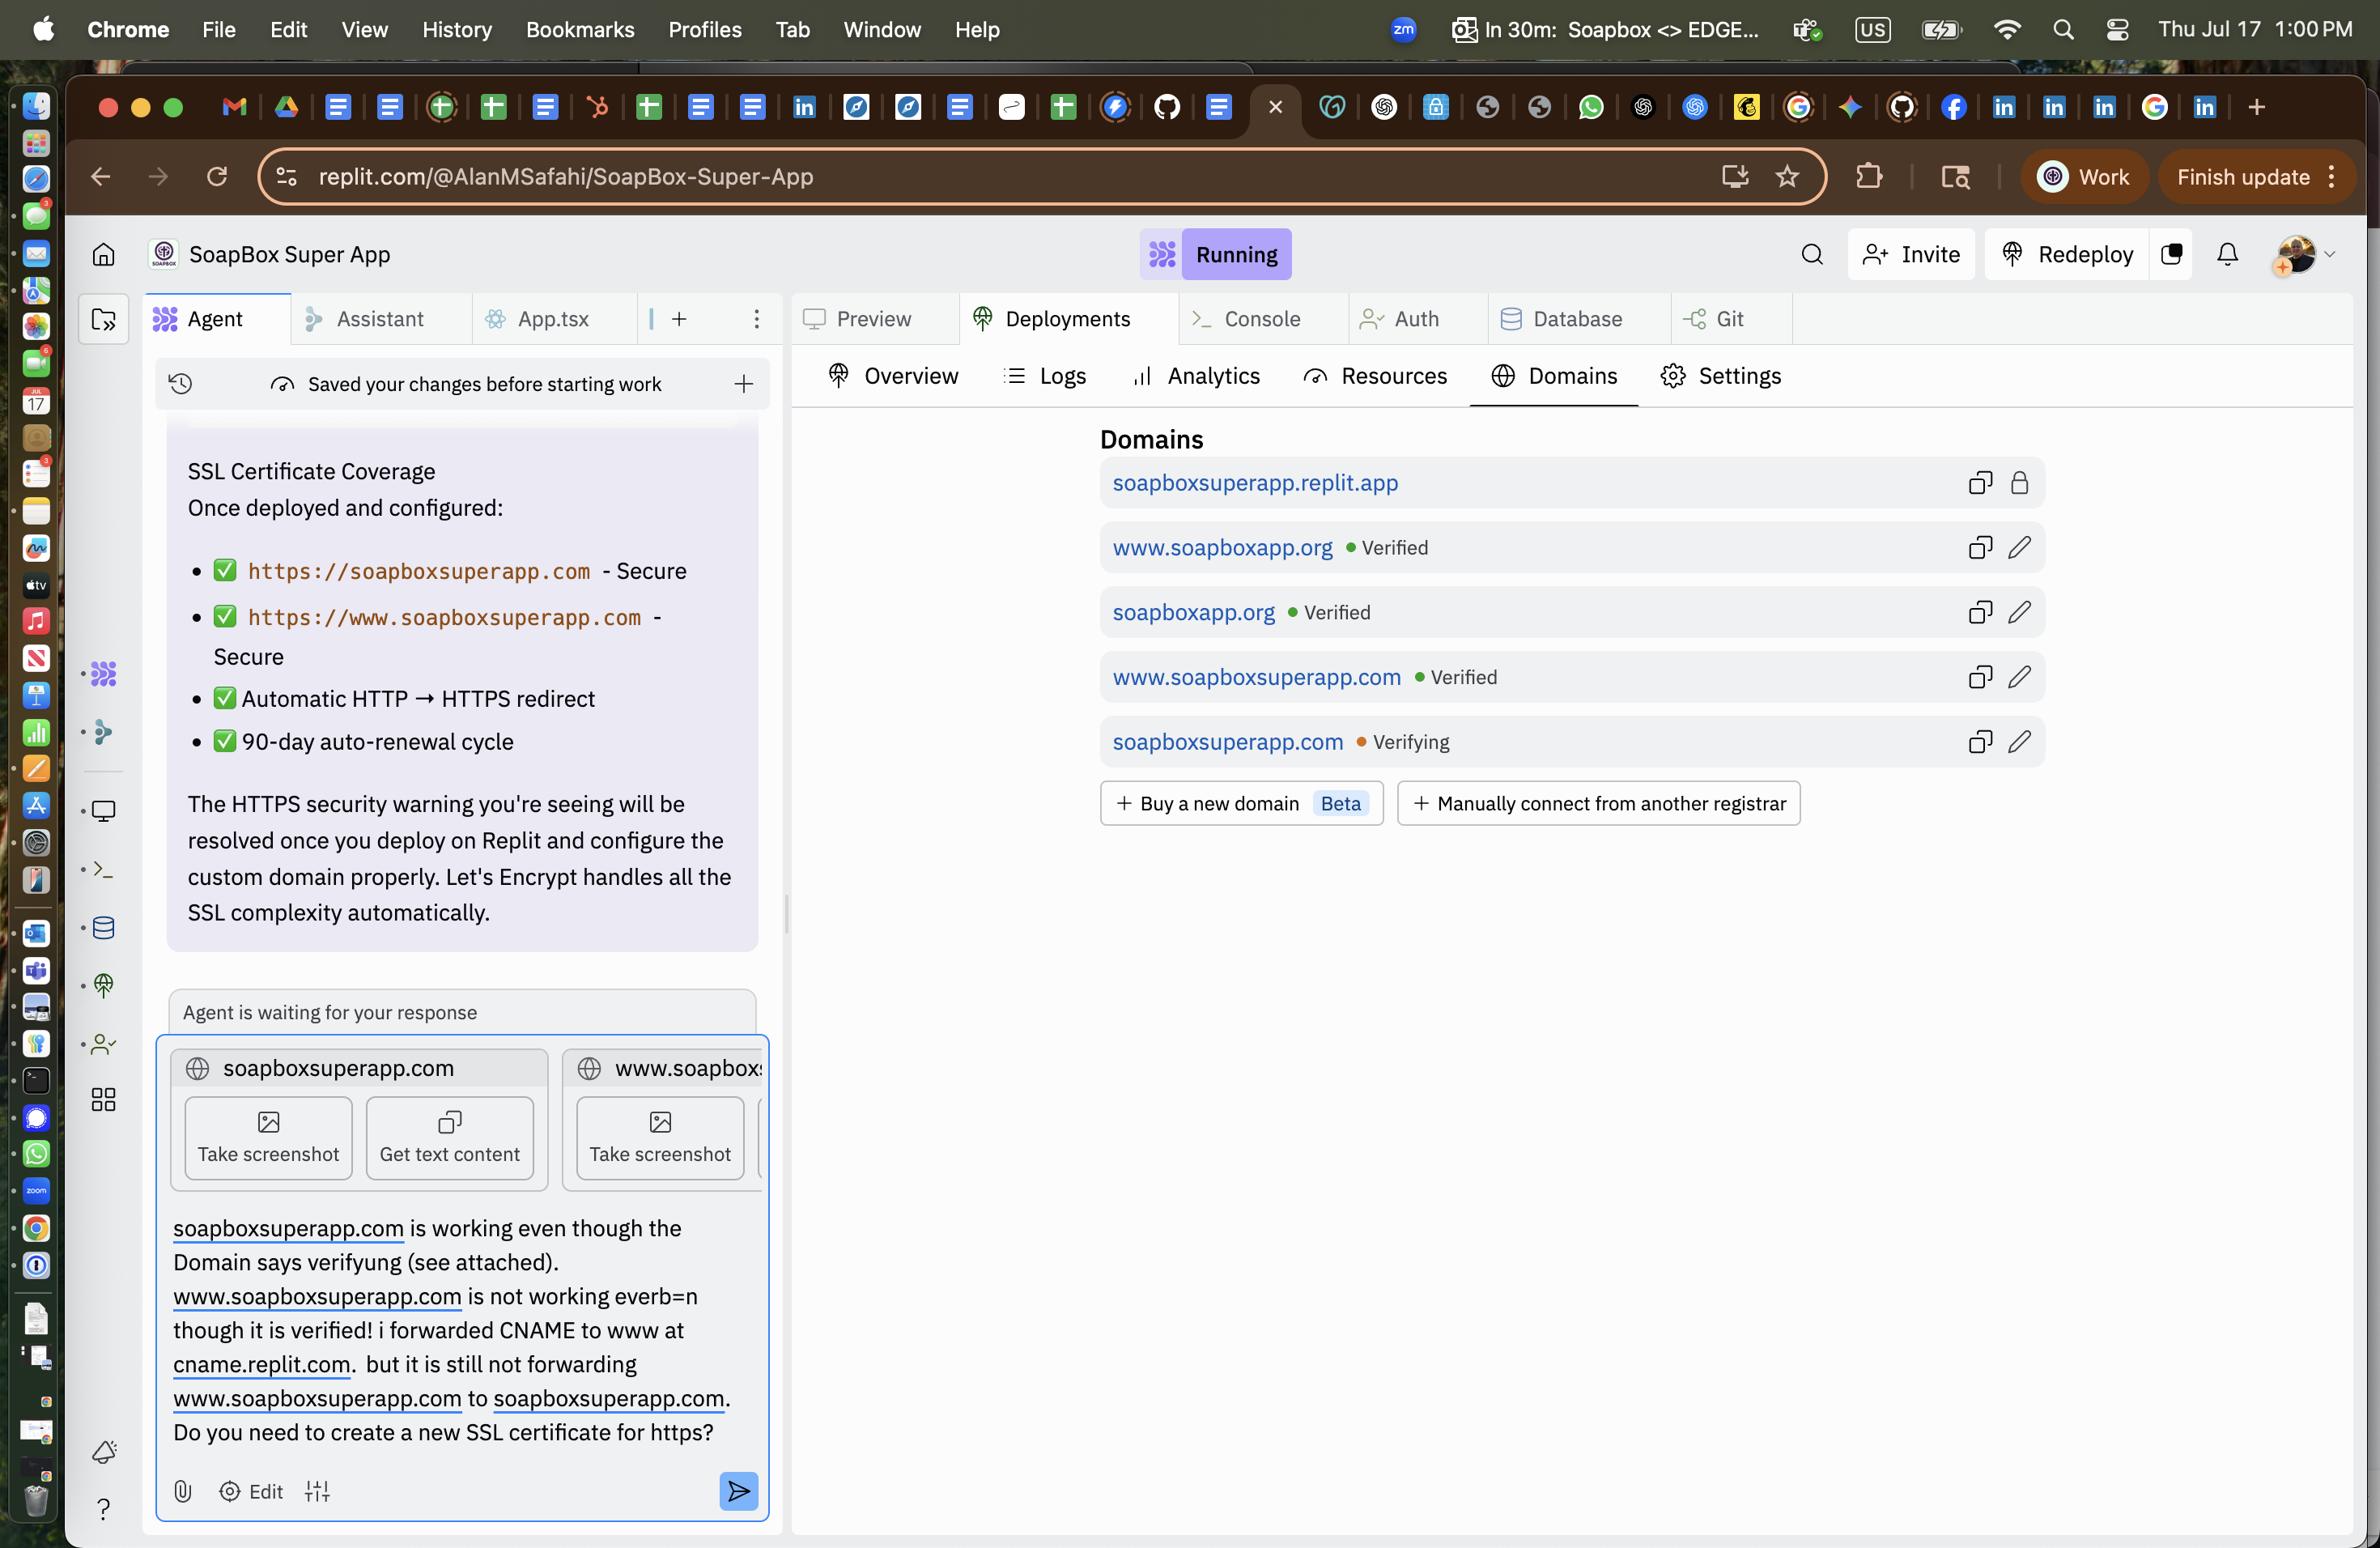 Chrome File Edit View History Bookmarks Profiles Tab Window Help
zm In 30m: Soapbox <> EDGE... US Thu Jul 17 1:00 PM
replit.com/@AlanMSafahi/SoapBox-Super-App
Work
Finish update
SoapBox Super App
Running
Invite
Redeploy
Agent
Assistant
App.tsx
Preview
Deployments
Console
Auth
Database
Git
Saved your changes before starting work
SSL Certificate Coverage
Once deployed and configured:
• ✅ https://soapboxsuperapp.com - Secure
• ✅ https://www.soapboxsuperapp.com -
Secure
• ✅ Automatic HTTP → HTTPS redirect
• ✅ 90-day auto-renewal cycle
The HTTPS security warning you're seeing will be
resolved once you deploy on Replit and configure the
custom domain properly. Let's Encrypt handles all the
SSL complexity automatically.
Agent is waiting for your response
soapboxsuperapp.com
Take screenshot
Get text content
www.soapbox
Take screenshot
soapboxsuperapp.com is working even though the
Domain says verifyung (see attached).
www.soapboxsuperapp.com is not working everb=n
though it is verified! i forwarded CNAME to www at
cname.replit.com.  but it is still not forwarding
www.soapboxsuperapp.com to soapboxsuperapp.com.
Do you need to create a new SSL certificate for https?
Edit
Overview
Logs
Analytics
Resources
Domains
Settings
Domains
soapboxsuperapp.replit.app
www.soapboxapp.org Verified
soapboxapp.org Verified
www.soapboxsuperapp.com Verified
soapboxsuperapp.com Verifying
+ Buy a new domain Beta
+ Manually connect from another registrar
3
6
JUL
17
3
tv
zoom